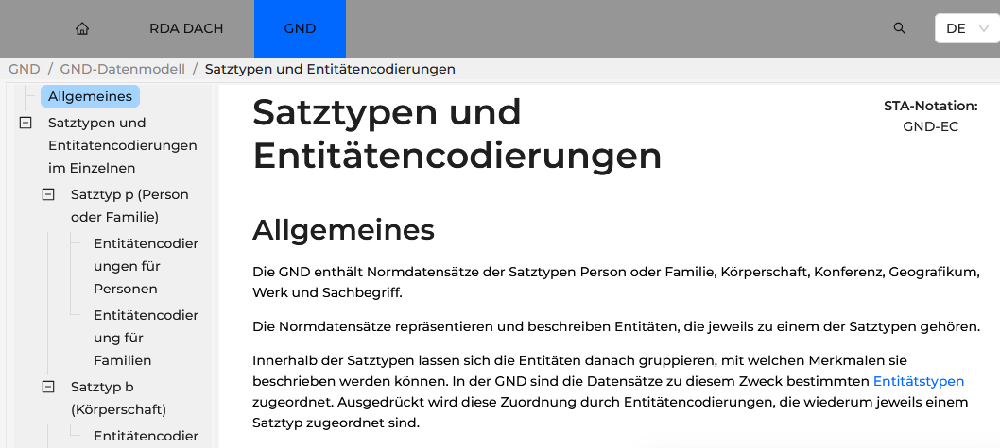 RDA DACH
GND
DE
GND / GND-Datenmodell / Satztypen und Entitätencodierungen
Allgemeines
Satztypen und
Entitätencodierungen
im Einzelnen
Satztyp p (Person
oder Familie)
Entitätencodier
ungen für
Personen
Entitätencodier
ung für
Familien
Satztyp b
(Körperschaft)
Entitätencodier
Satztypen und
Entitätencodierungen
STA-Notation:
GND-EC
Allgemeines
Die GND enthält Normdatensätze der Satztypen Person oder Familie, Körperschaft, Konferenz, Geografikum,
Werk und Sachbegriff.
Die Normdatensätze repräsentieren und beschreiben Entitäten, die jeweils zu einem der Satztypen gehören.
Innerhalb der Satztypen lassen sich die Entitäten danach gruppieren, mit welchen Merkmalen sie
beschrieben werden können. In der GND sind die Datensätze zu diesem Zweck bestimmten Entitätstypen
zugeordnet. Ausgedrückt wird diese Zuordnung durch Entitätencodierungen, die wiederum jeweils einem
Satztyp zugeordnet sind.